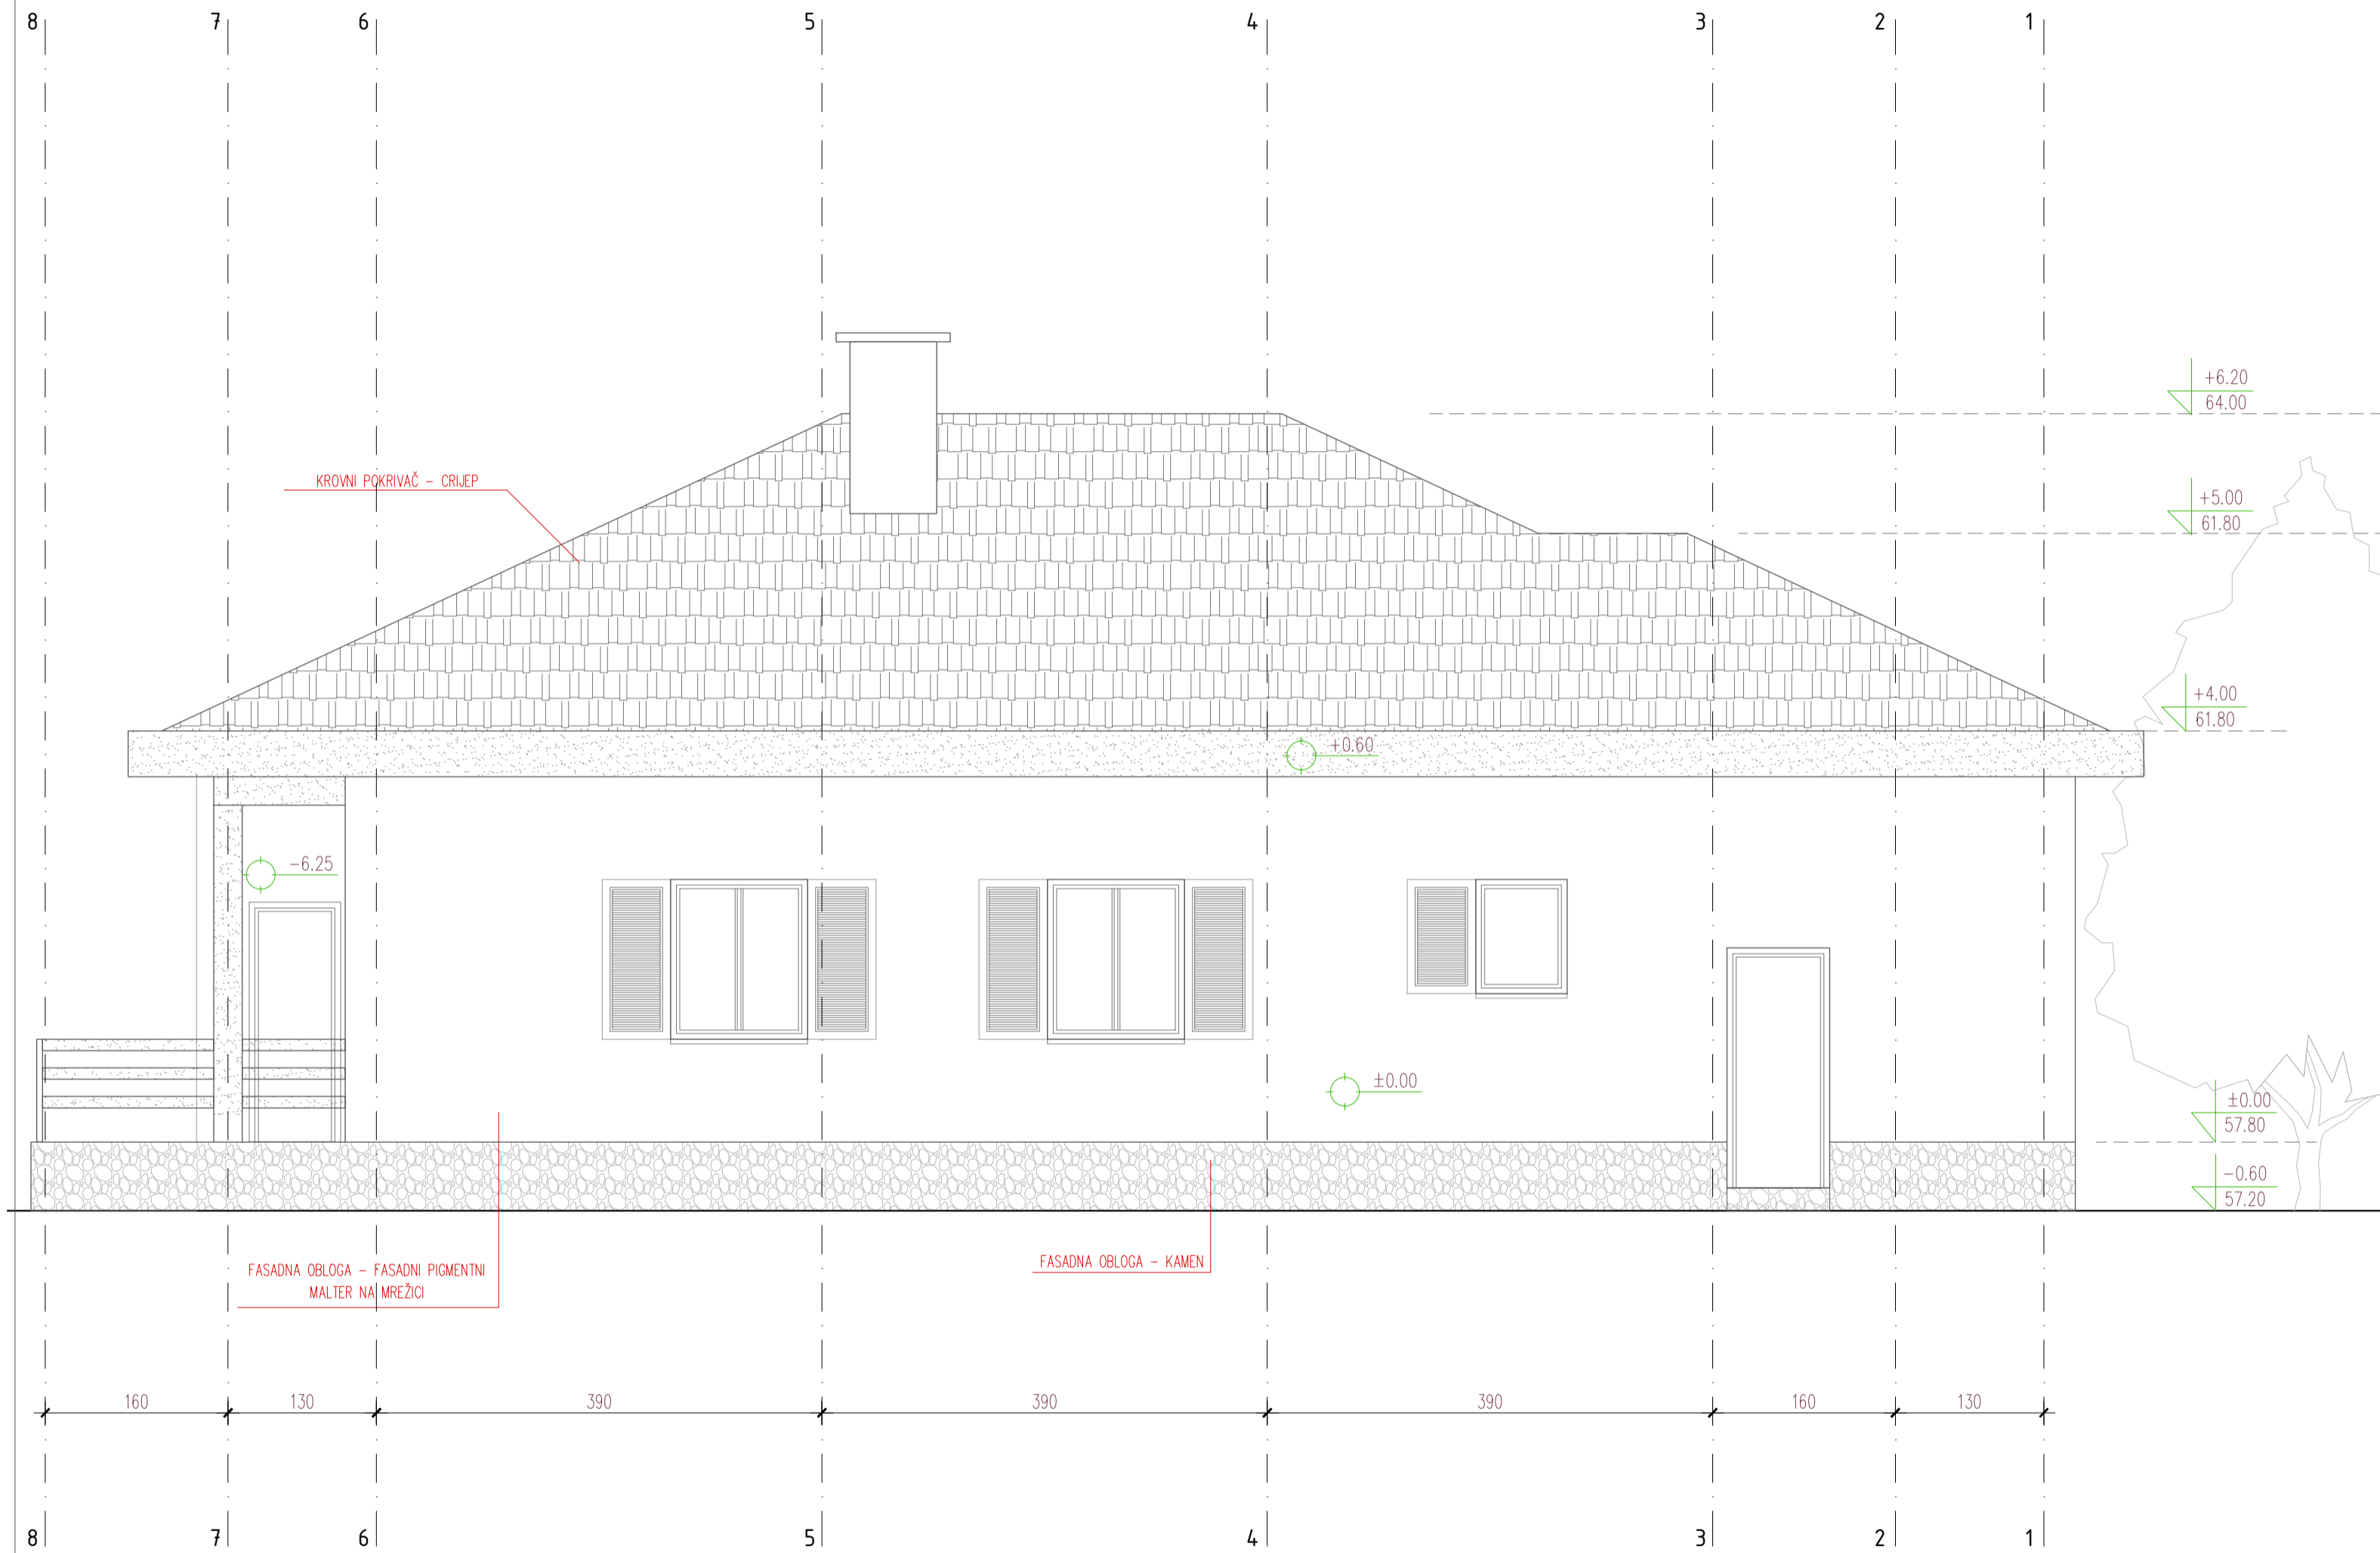 8 7 6 5 4 3 2 1
+6.20
64.00
KROVNI POKRIVAČ – CRIJEP
+5.00
61.80
+4.00
61.80
+0.60
-6.25
±0.00
±0.00
57.80
-0.60
57.20
FASADNA OBLOGA – FASADNI PIGMENTNI
MALTER NA MREŽICI
FASADNA OBLOGA – KAMEN
160 130 390 390 390 160 130
8 7 6 5 4 3 2 1